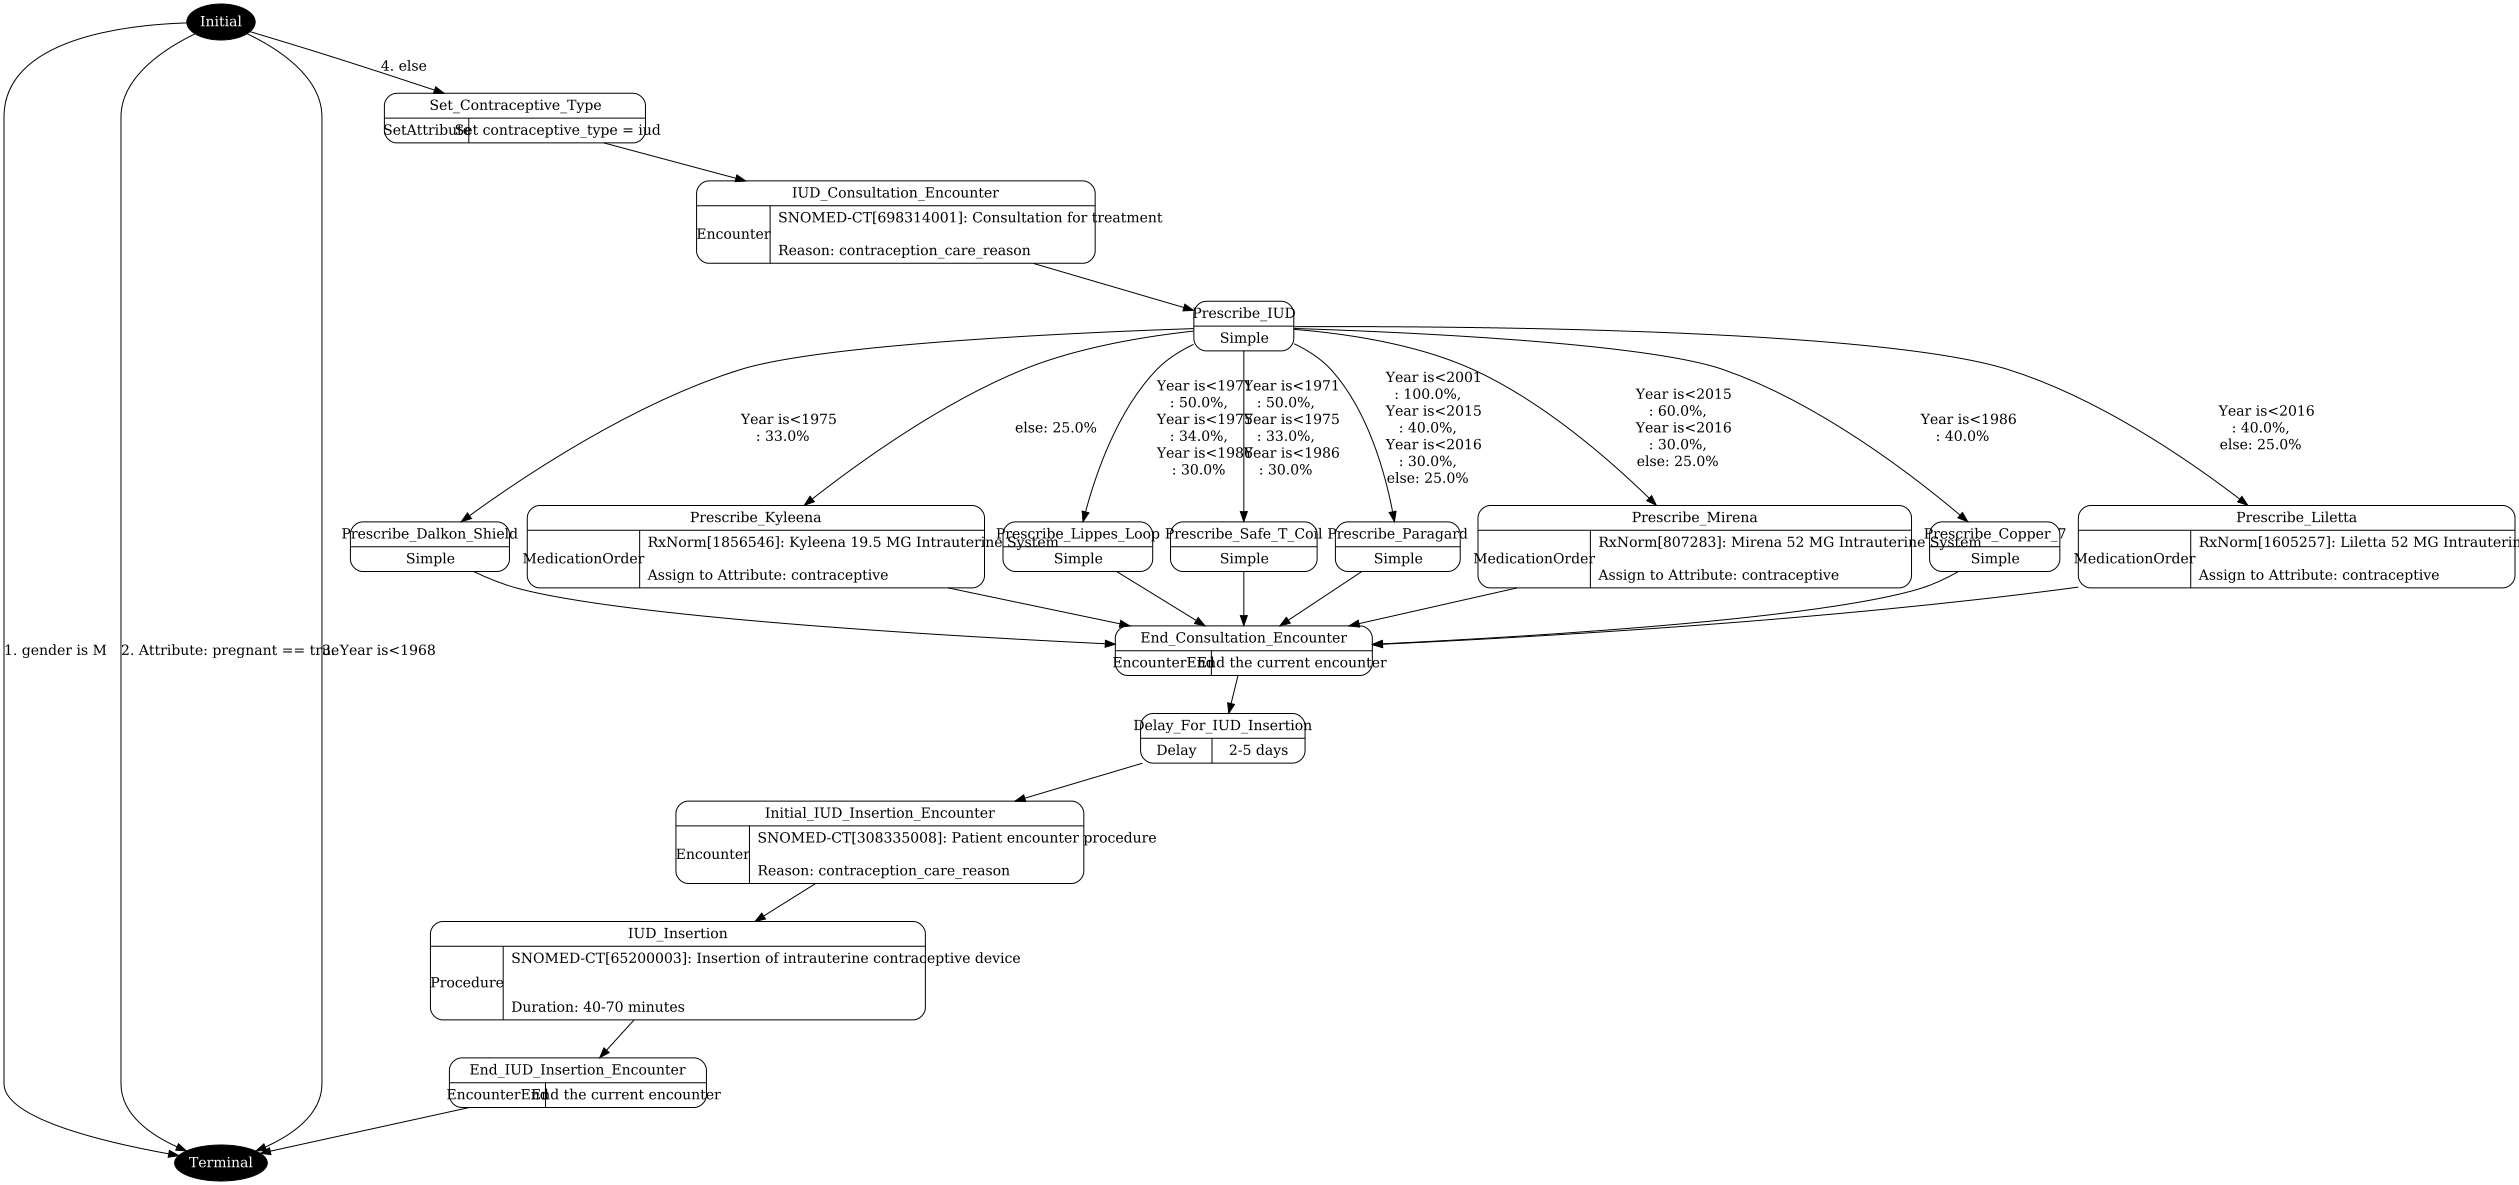 Initial
4. else
Set_Contraceptive_Type
SetAttribute
Set contraceptive_type = iud
IUD_Consultation_Encounter
SNOMED-CT[698314001]: Consultation for treatment
Encounter
Reason: contraception_care_reason
Prescribe_IUD
Simple
Year is<1975
: 33.0%
else: 25.0%
Year is<1971
: 50.0%,
Year is<1975
: 34.0%,
Year is<1986
: 30.0%
Year is<1971
: 50.0%,
Year is<1975
: 33.0%,
Year is<1986
: 30.0%
Year is<2001
: 100.0%,
Year is<2015
: 40.0%,
Year is<2016
: 30.0%,
else: 25.0%
Year is<2015
: 60.0%,
Year is<2016
: 30.0%,
else: 25.0%
Year is<1986
: 40.0%
Year is<2016
: 40.0%,
else: 25.0%
Prescribe_Dalkon_Shield
Simple
Prescribe_Kyleena
MedicationOrder
RxNorm[1856546]: Kyleena 19.5 MG Intrauterine System
Assign to Attribute: contraceptive
Prescribe_Lippes_Loop
Simple
Prescribe_Safe_T_Coil
Simple
Prescribe_Paragard
Simple
Prescribe_Mirena
MedicationOrder
RxNorm[807283]: Mirena 52 MG Intrauterine System
Assign to Attribute: contraceptive
Prescribe_Copper_7
Simple
Prescribe_Liletta
MedicationOrder
RxNorm[1605257]: Liletta 52 MG Intrauterin
Assign to Attribute: contraceptive
1. gender is M
2. Attribute: pregnant == true
3. Year is<1968
End_Consultation_Encounter
EncounterEnd
End the current encounter
Delay_For_IUD_Insertion
Delay
2-5 days
Initial_IUD_Insertion_Encounter
SNOMED-CT[308335008]: Patient encounter procedure
Encounter
Reason: contraception_care_reason
IUD_Insertion
SNOMED-CT[65200003]: Insertion of intrauterine contraceptive device
Procedure
Duration: 40-70 minutes
End_IUD_Insertion_Encounter
EncounterEnd
End the current encounter
Terminal